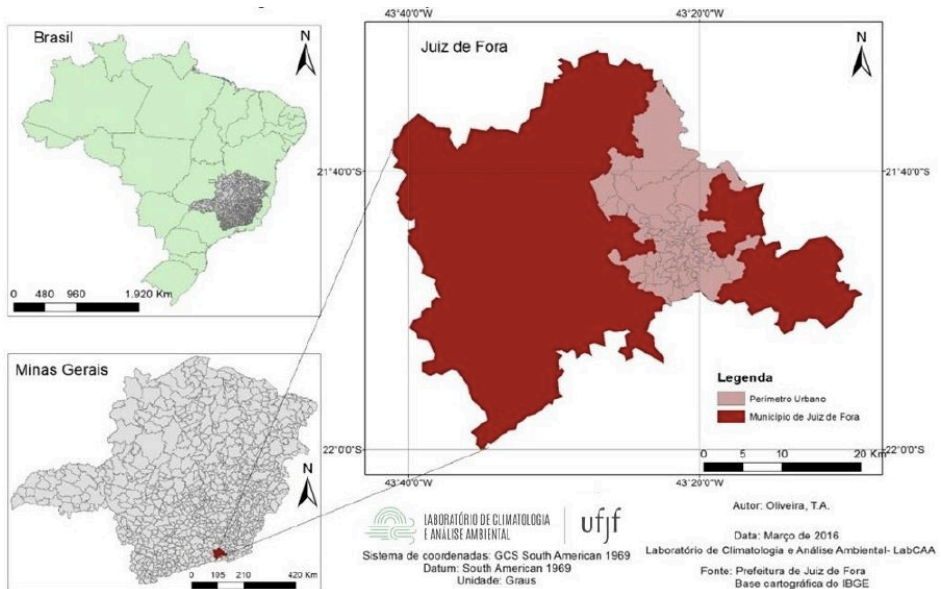 Brasil
N
0 480 960 1.920 Km
Minas Gerais
N
0 105 210 420 Km
43°40'0"W 43°20'0"W
Juiz de Fora
N
21°40'0"S 21°40'0"S
Legenda
Perímetro Urbano
Município de Juiz de Fora
22°0'0"S 22°0'0"S
0 5 10 20 Km
43°40'0"W 43°20'0"W
LABORATÓRIO DE CLIMATOLOGIA
E ANÁLISE AMBIENTAL
ufjf
Sistema de coordenadas: GCS South American 1969
Datum: South American 1969
Unidade: Graus
Autor: Oliveira, T.A.
Data: Março de 2016
Laboratório de Climatologia e Análise Ambiental- LabCAA
Fonte: Prefeitura de Juiz de Fora
Base cartográfica do IBGE